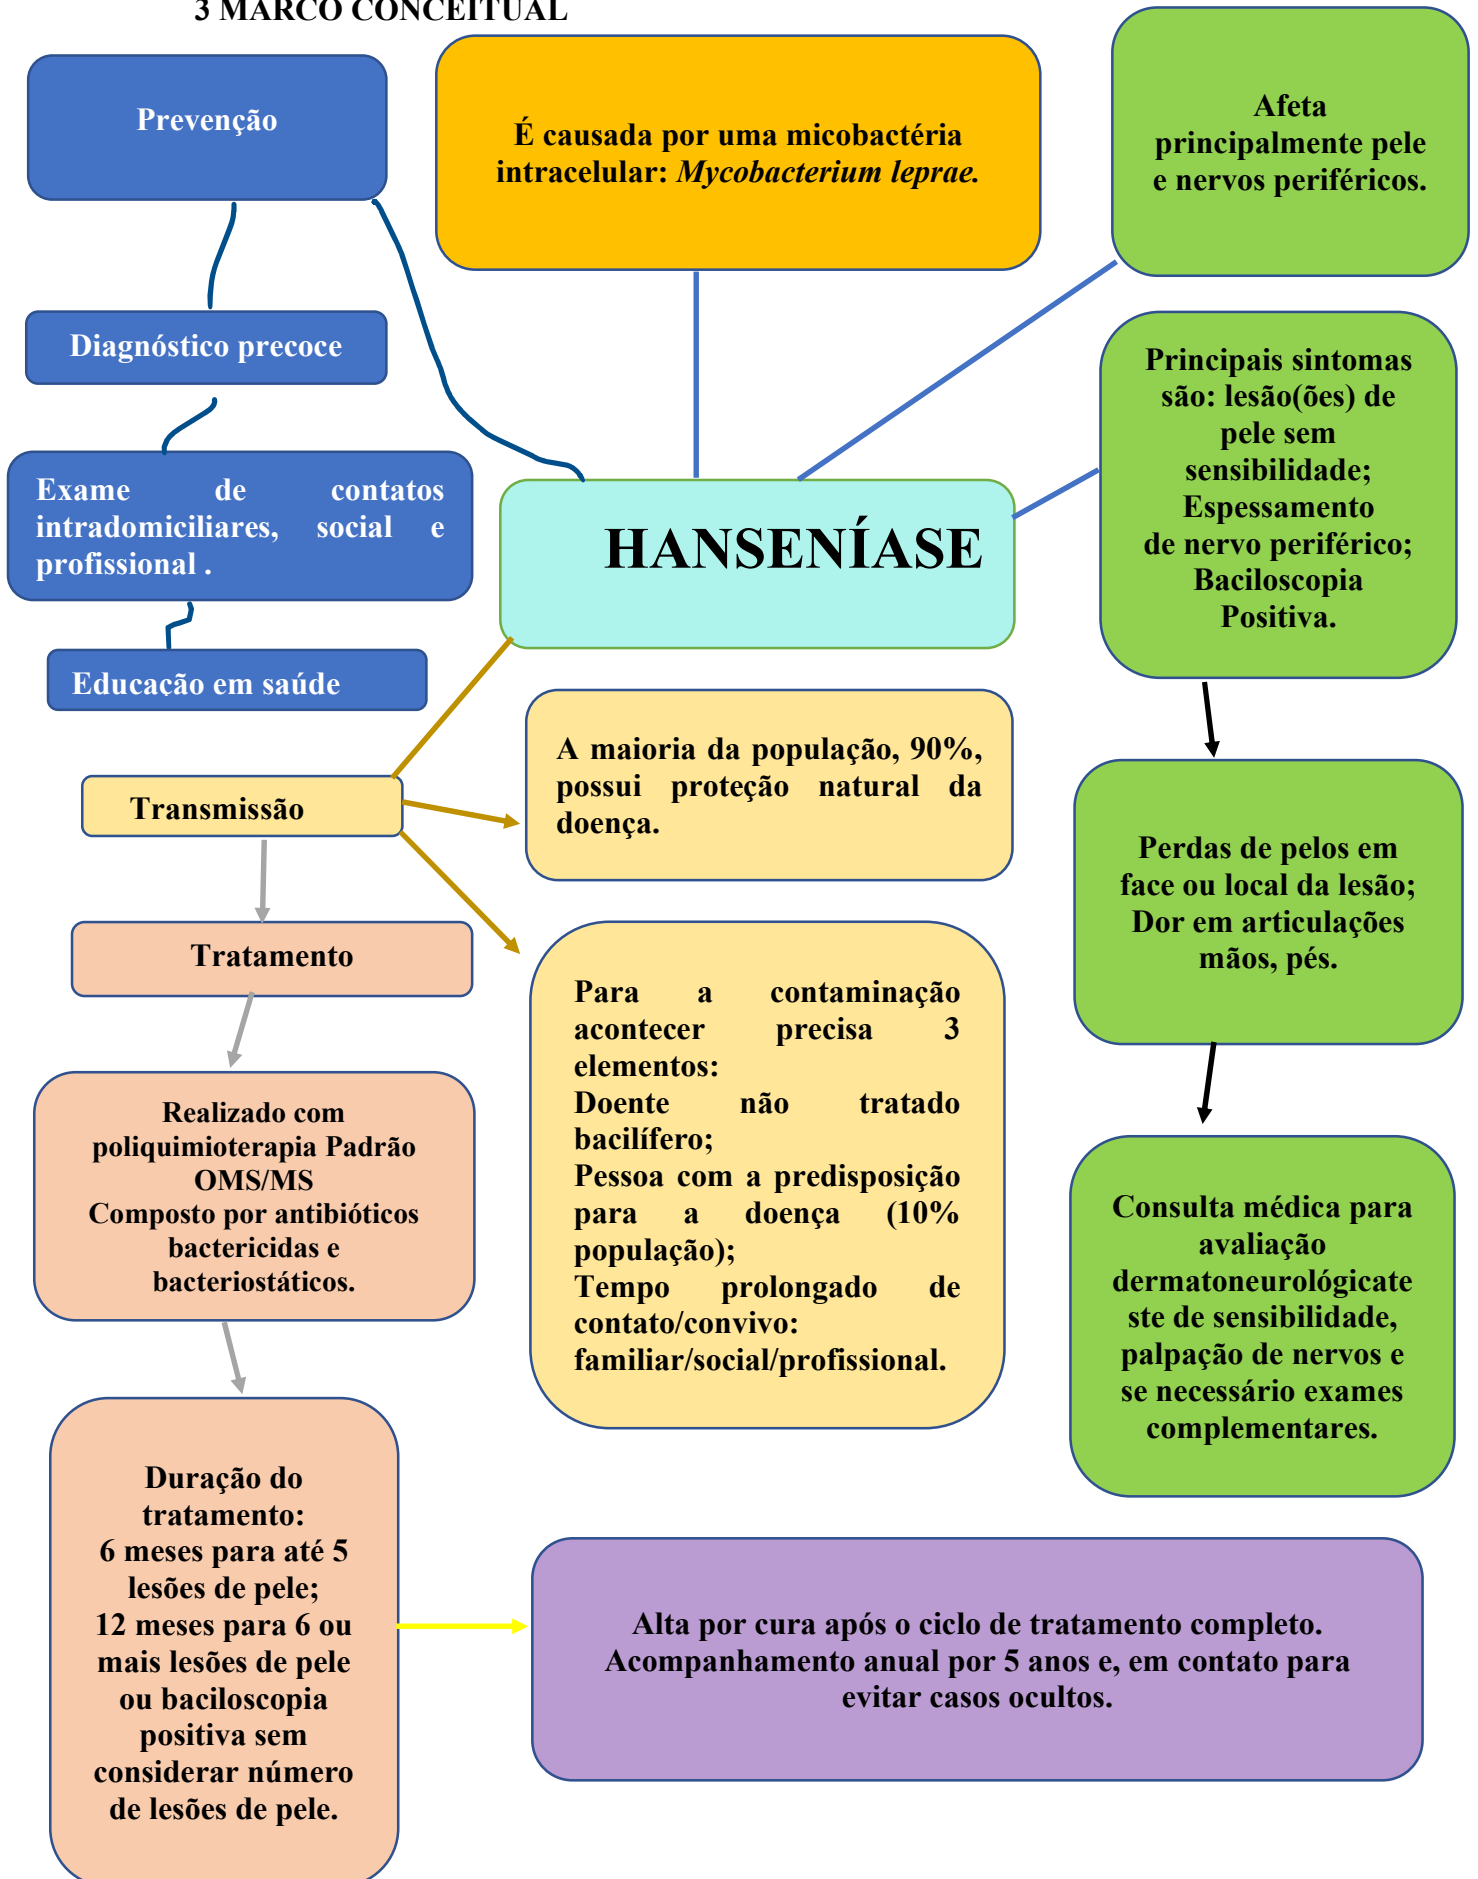 3 MARCO CONCEITUAL
Prevenção
É causada por uma micobactéria
intracelular: Mycobacterium leprae.
Afeta
principalmente pele
e nervos periféricos.
Diagnóstico precoce
Exame de contatos
intradomiciliares, social e
profissional .
Educação em saúde
HANSENÍASE
Principais sintomas
são: lesão(ões) de
pele sem
sensibilidade;
Espessamento
de nervo periférico;
Baciloscopia
Positiva.
Transmissão
A maioria da população, 90%,
possui proteção natural da
doença.
Perdas de pelos em
face ou local da lesão;
Dor em articulações
mãos, pés.
Tratamento
Para a contaminação
acontecer precisa 3
elementos:
Doente não tratado
bacilífero;
Pessoa com a predisposição
para a doença (10%
população);
Tempo prolongado de
contato/convivo:
familiar/social/profissional.
Realizado com
poliquimioterapia Padrão
OMS/MS
Composto por antibióticos
bactericidas e
bacteriostáticos.
Consulta médica para
avaliação
dermatoneurológicate
ste de sensibilidade,
palpação de nervos e
se necessário exames
complementares.
Duração do
tratamento:
6 meses para até 5
lesões de pele;
12 meses para 6 ou
mais lesões de pele
ou baciloscopia
positiva sem
considerar número
de lesões de pele.
Alta por cura após o ciclo de tratamento completo.
Acompanhamento anual por 5 anos e, em contato para
evitar casos ocultos.